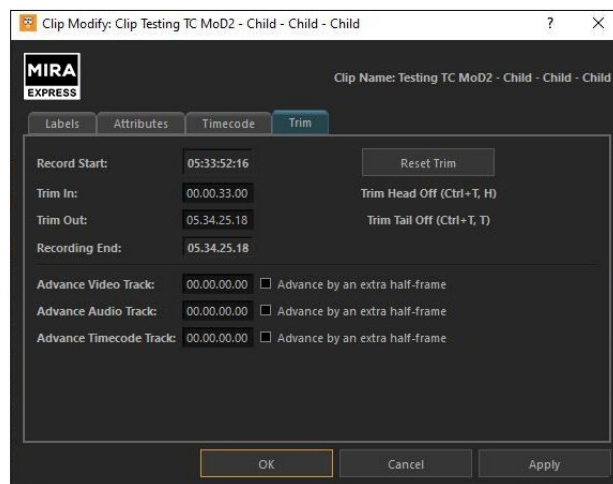 Clip Modify: Clip Testing TC MoD2 - Child - Child - Child
?
MIRA
EXPRESS
Clip Name: Testing TC MoD2 - Child - Child - Child
Labels Attributes Timecode Trim
Record Start: 05:33:52:16 Reset Trim
Trim In: 00.00.33.00 Trim Head Off (Ctrl+T, H)
Trim Out: 05.34.25.18 Trim Tail Off (Ctrl+T, T)
Recording End: 05.34.25.18
Advance Video Track: 00.00.00.00 Advance by an extra half-frame
Advance Audio Track: 00.00.00.00 Advance by an extra half-frame
Advance Timecode Track: 00.00.00.00 Advance by an extra half-frame
OK Cancel Apply